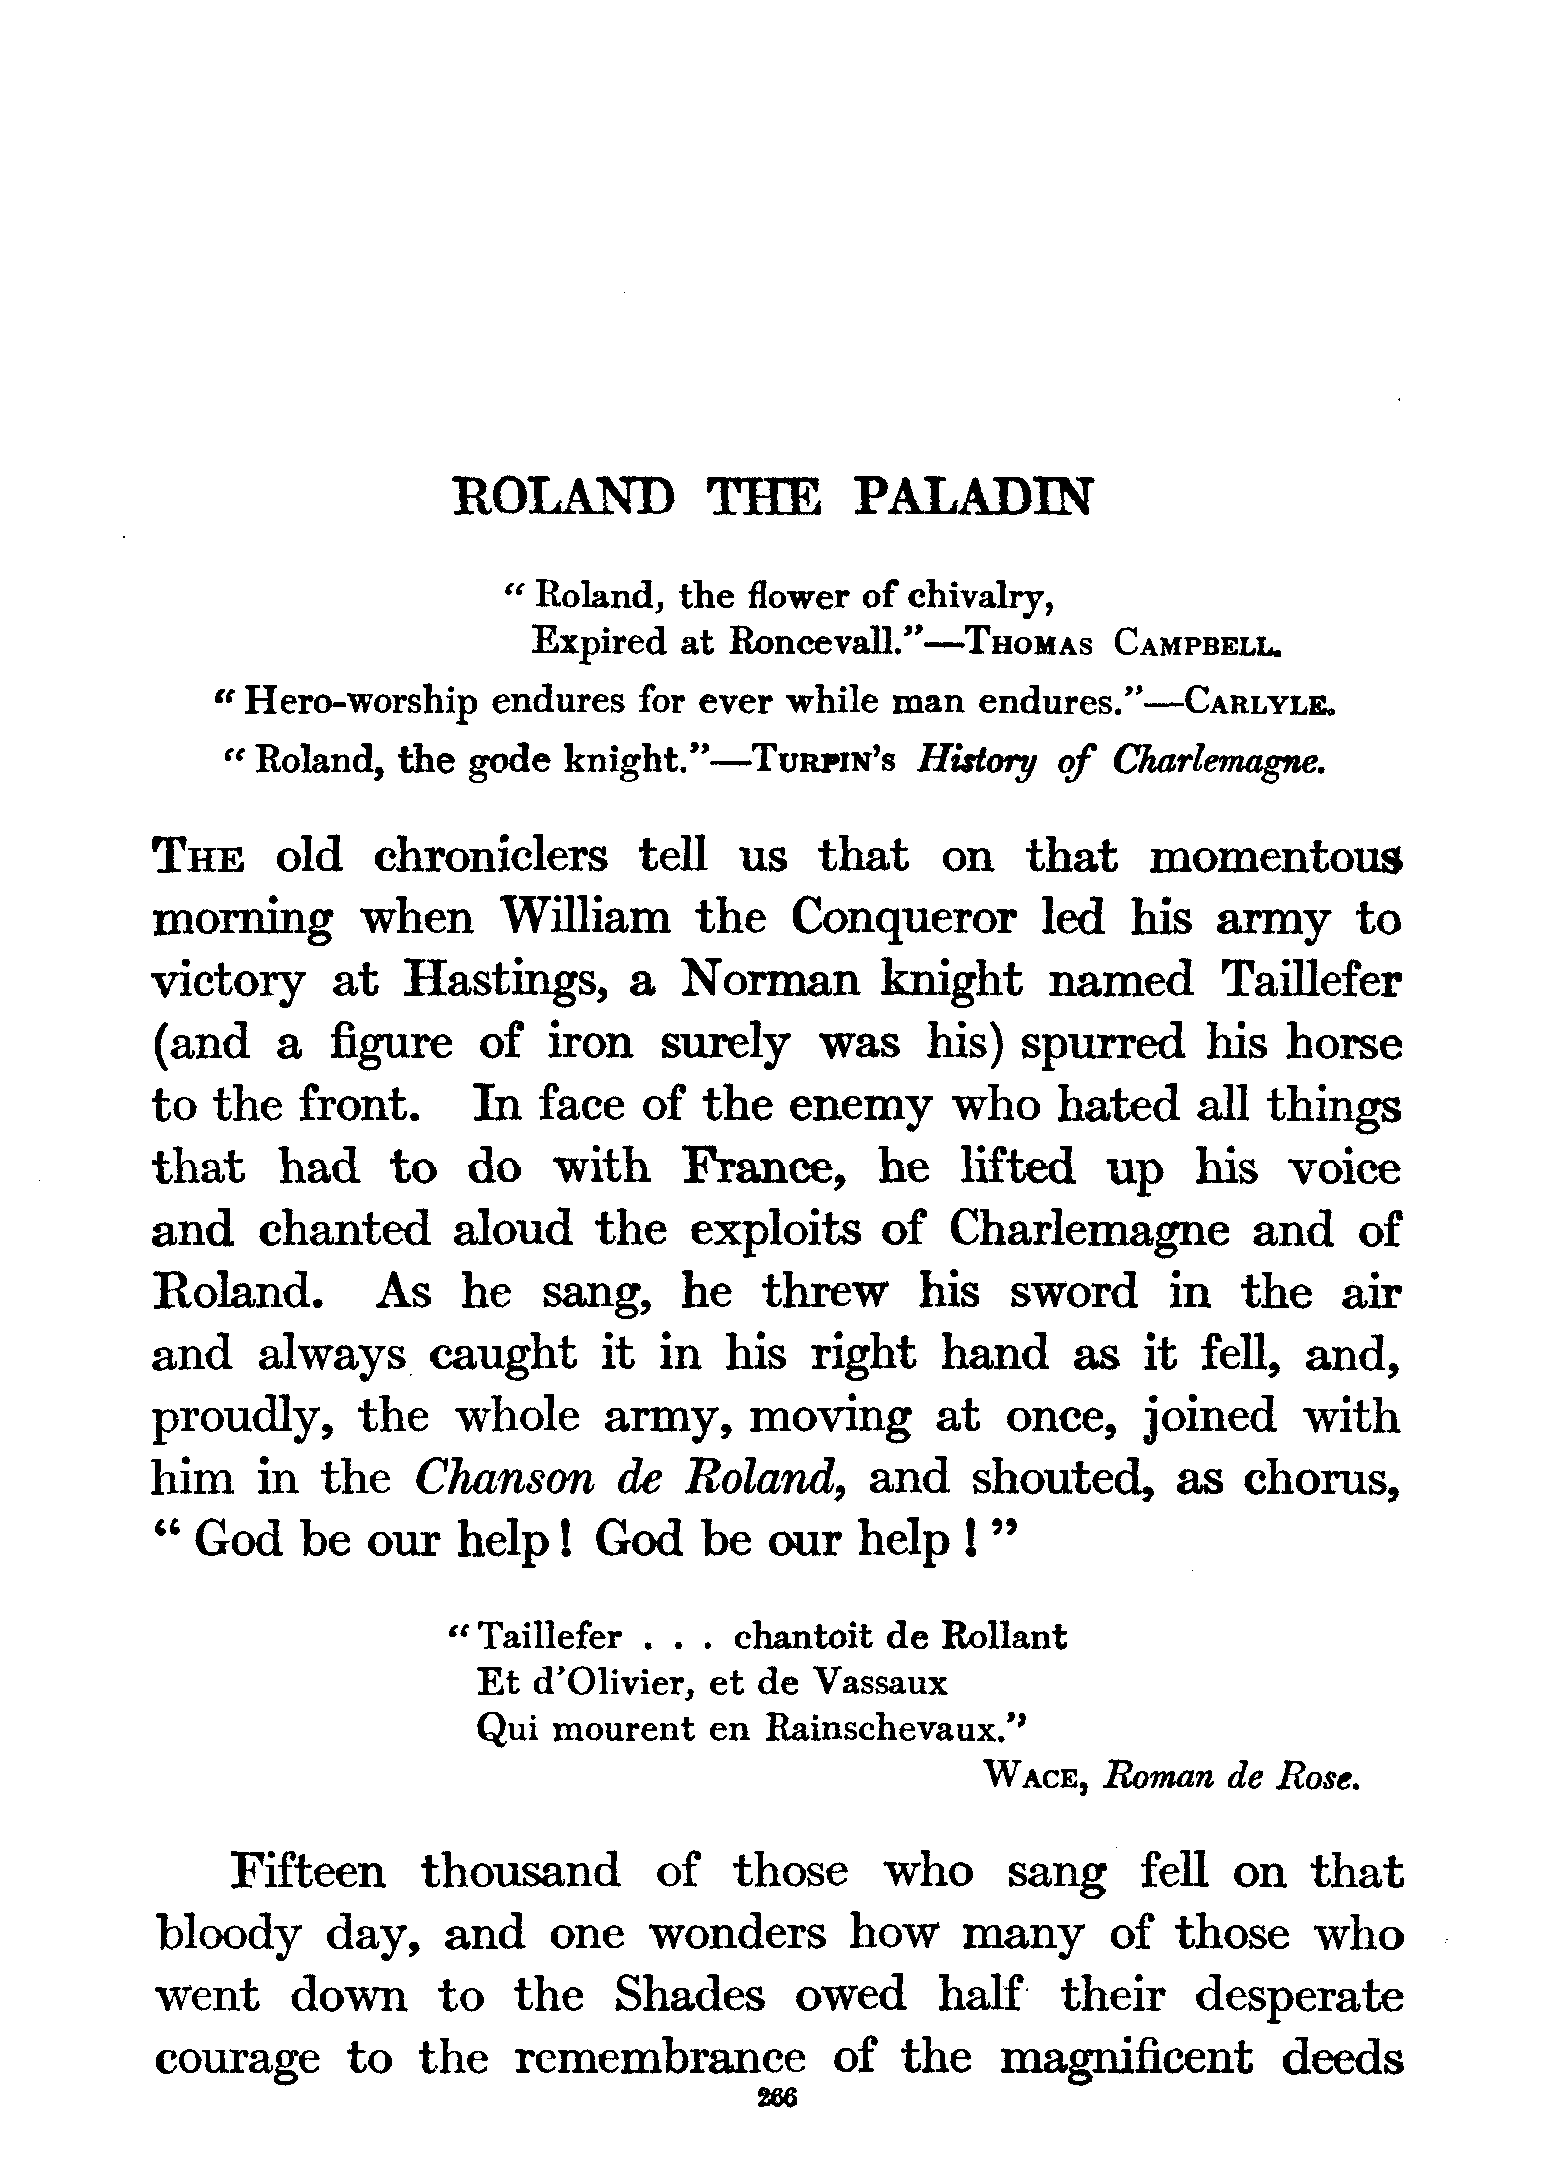 ROLAND THE PALADIN
“Roland, the flower of chivalry,
Expired at Roncevall.”—Thomas Campbell.
“Hero-worship endures for ever while man endures.”—Carlyle.
“Roland, the gode knight.”—Turpin’s History of Charlemagne.
The old chroniclers tell us that on that momentous
morning when William the Conqueror led his army to
victory at Hastings, a Norman knight named Taillefer
(and a figure of iron surely was his) spurred his horse
to the front. In face of the enemy who hated all things
that had to do with France, he lifted up his voice
and chanted aloud the exploits of Charlemagne and of
Roland. As he sang, he threw his sword in the air
and always caught it in his right hand as it fell, and,
proudly, the whole army, moving at once, joined with
him in the Chanson de Roland, and shouted, as chorus,
“God be our help! God be our help!”
“Taillefer . . . chantoit de Rollant
Et d’Olivier, et de Vassaux
Qui mourent en Rainschevaux.”
Wace, Roman de Rose.
Fifteen thousand of those who sang fell on that
bloody day, and one wonders how many of those who
went down to the Shades owed half their desperate
courage to the remembrance of the magnificent deeds
266